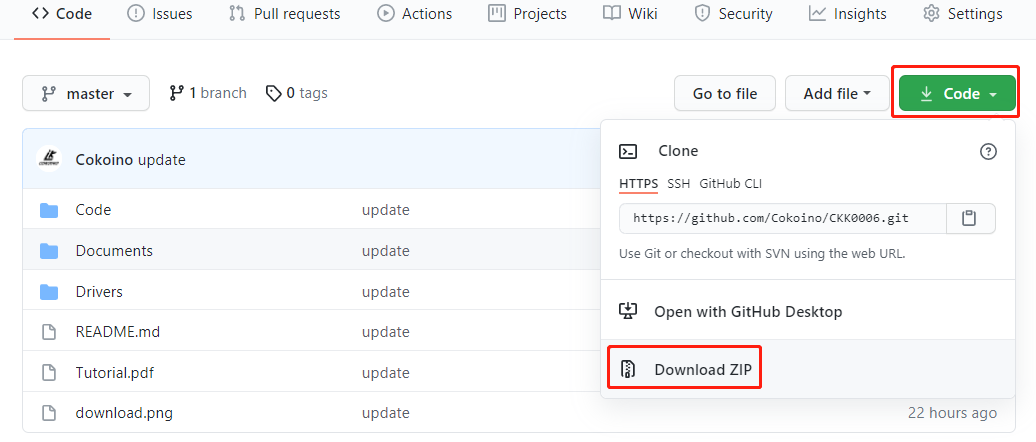 Code Issues Pull requests Actions Projects Wiki Security Insights Settings
master 1 branch 0 tags Go to file Add file Code
Cokoino update
Clone
HTTPS SSH GitHub CLI
https://github.com/Cokoino/CKK0006.git
Use Git or checkout with SVN using the web URL.
Open with GitHub Desktop
Download ZIP
Code update
Documents update
Drivers update
README.md update
Tutorial.pdf update
download.png update 22 hours ago